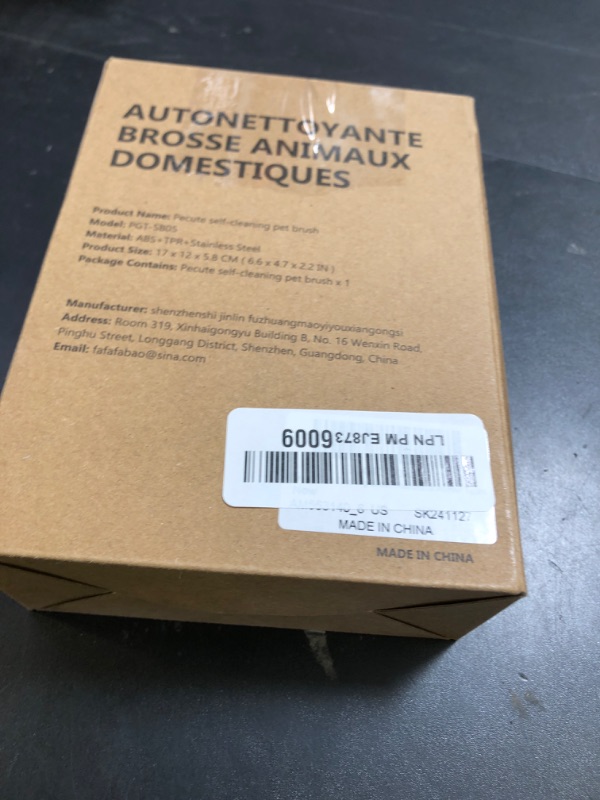 AUTONETTOYANTE
BROSSE ANIMAUX
DOMESTIQUES
Product Name: Pecute self-cleaning pet brush
Model: PGT-SB05
Material: ABS+TPR+Stainless Steel
Product Size: 17 x 12 x 5.8 CM ( 6.6 x 4.7 x 2.2 IN )
Package Contains: Pecute self-cleaning pet brush x 1
Manufacturer: shenzhenshi jinlin fuzhuangmaoyiyouxiangongsi
Address: Room 319, Xinhaigongyu Building B, No. 16 Wenxin Road,
Pinghu Street, Longgang District, Shenzhen, Guangdong, China
Email: fafafabao@sina.com
LPN PM EJ8736009
US SK241127
MADE IN CHINA
MADE IN CHINA